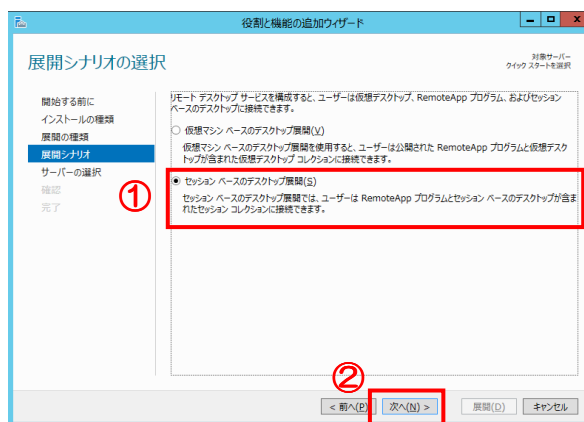 役割と機能の追加ウィザード
展開シナリオの選択
対象サーバー
クイック スタートを選択
開始する前に
インストールの種類
展開の種類
展開シナリオ
サーバーの選択
確認
完了
リモート デスクトップ サービスを構成すると、ユーザーは仮想デスクトップ、RemoteApp プログラム、およびセッション
ベースのデスクトップに接続できます。
仮想マシン ベースのデスクトップ展開(V)
仮想マシン ベースのデスクトップ展開を使用すると、ユーザーは公開された RemoteApp プログラムと仮想デスク
トップが含まれた仮想デスクトップ コレクションに接続できます。
①
セッション ベースのデスクトップ展開(S)
セッション ベースのデスクトップ展開では、ユーザーは RemoteApp プログラムとセッション ベースのデスクトップが含ま
れたセッション コレクションに接続できます。
②
< 前へ(P)
次へ(N) >
展開(D)
キャンセル